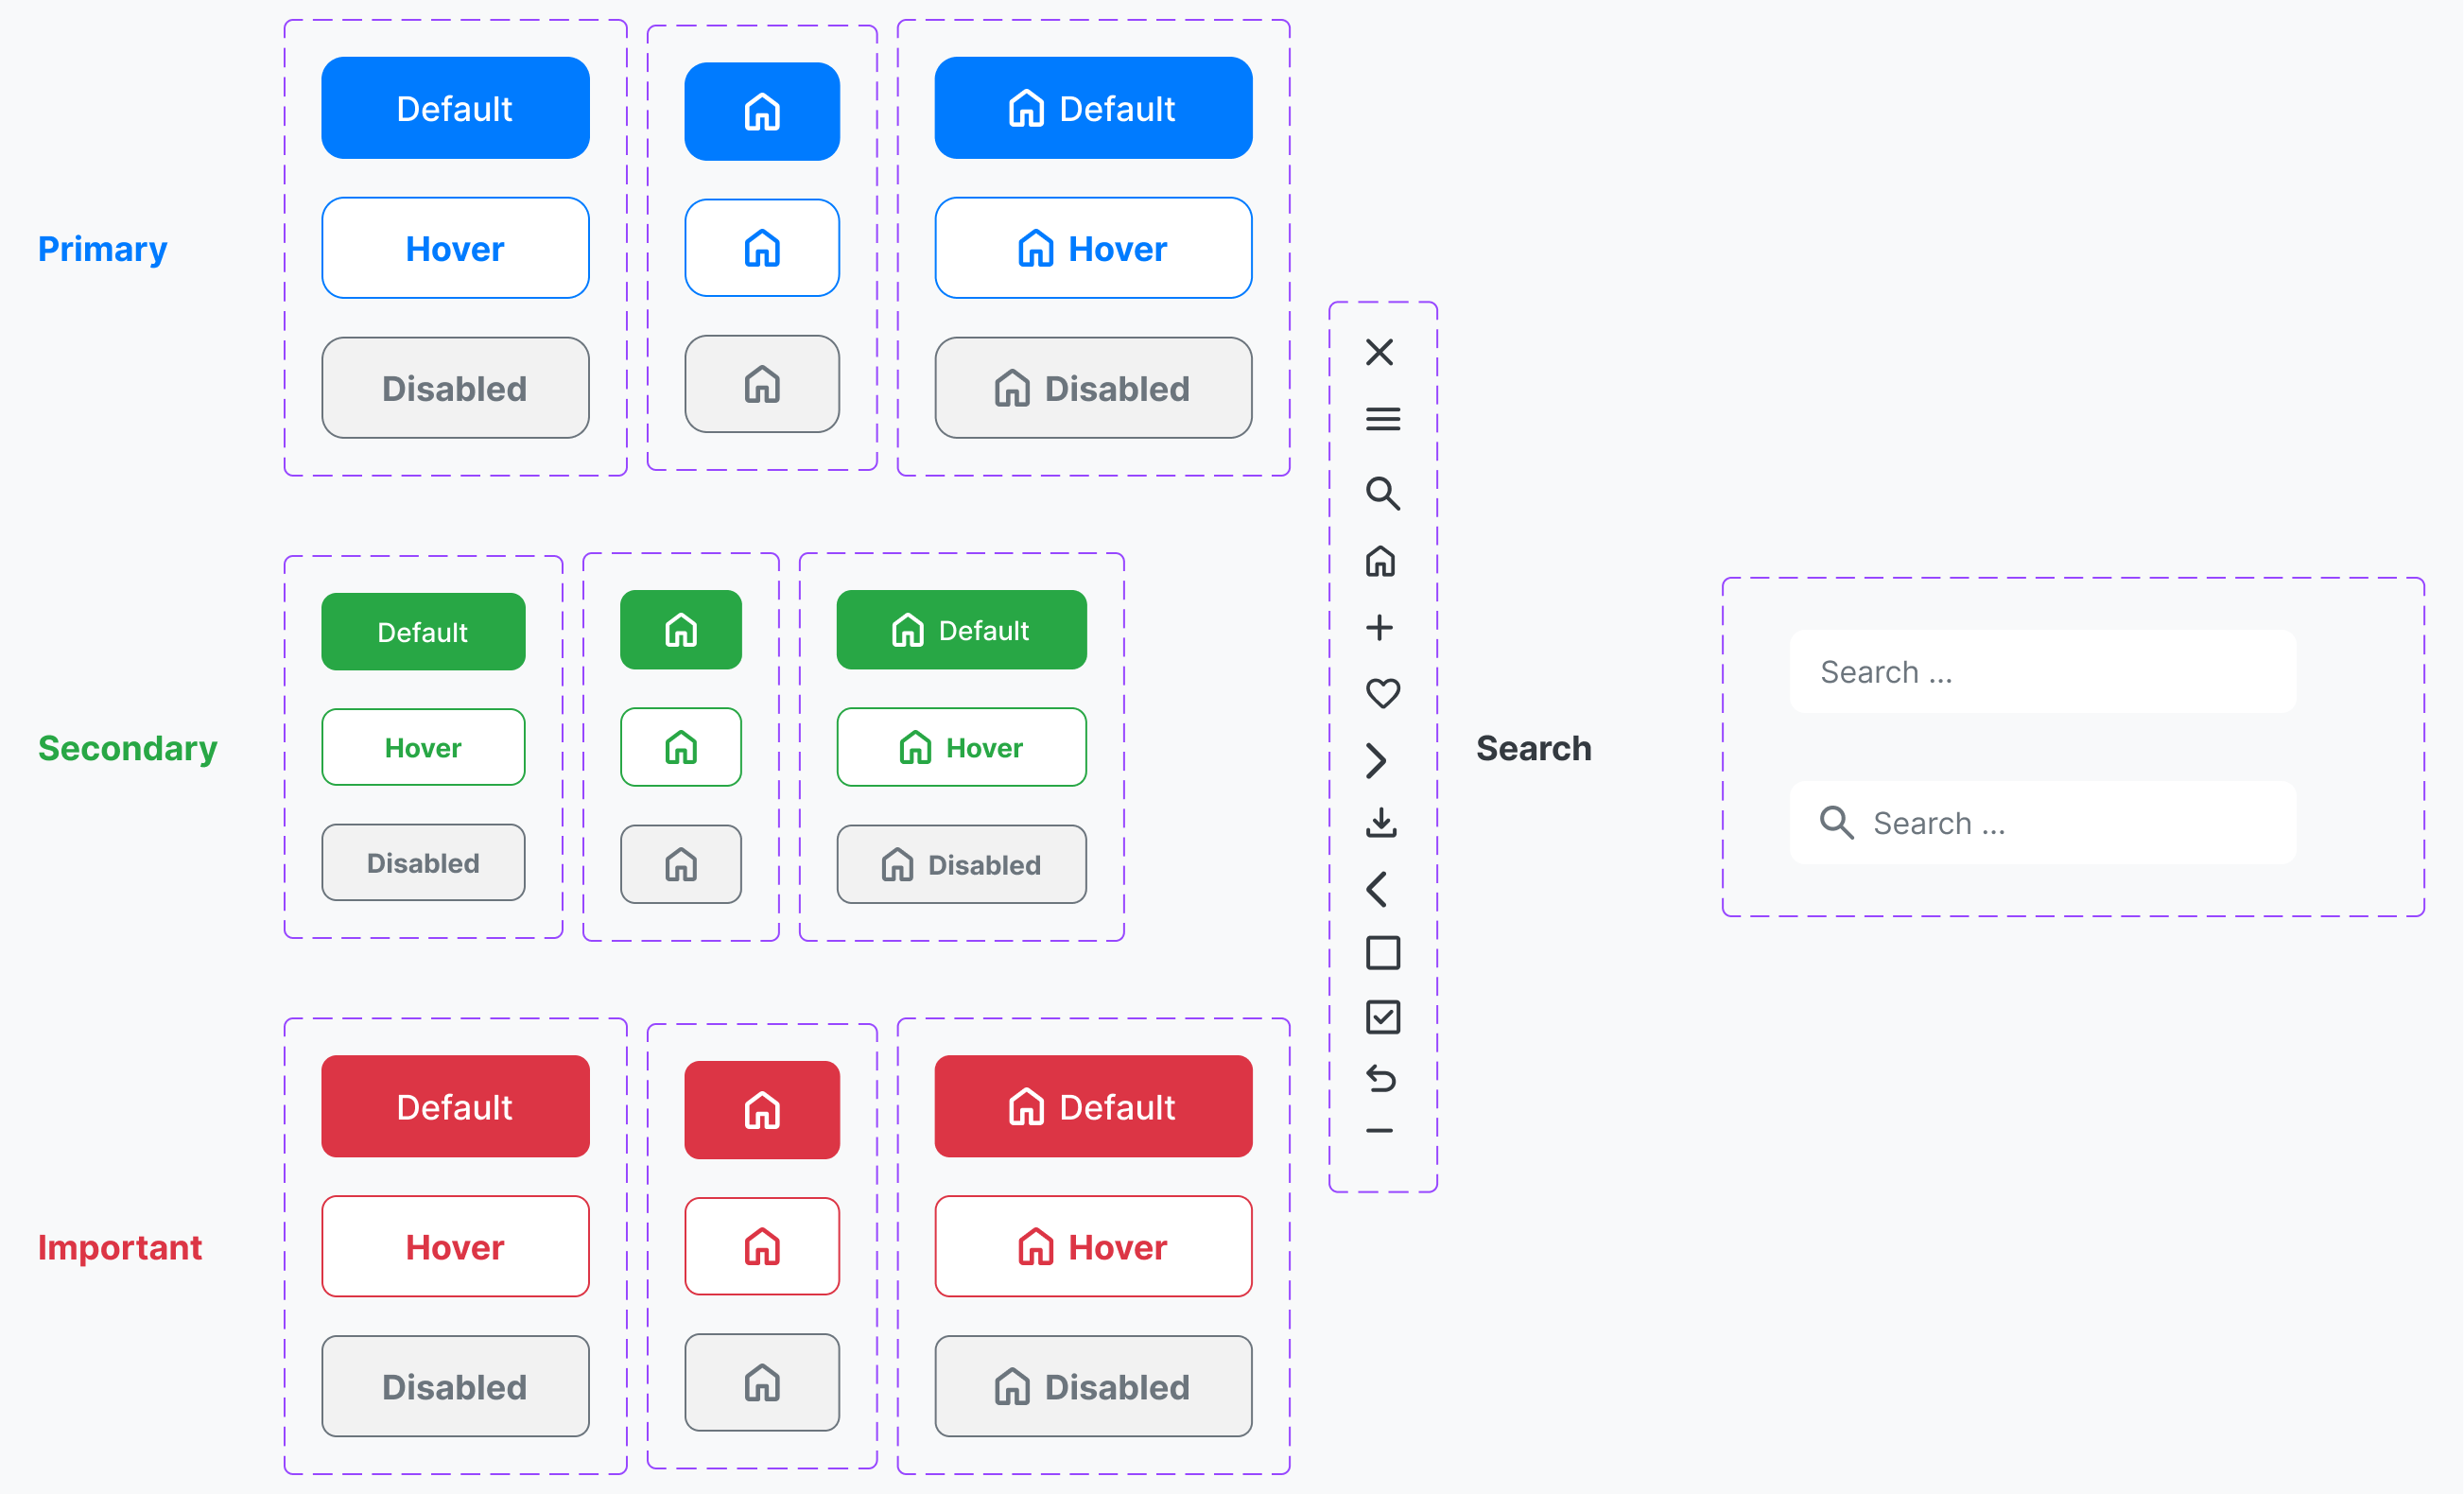 Primary
Default
Hover
Disabled
Default
Hover
Disabled
Secondary
Default
Hover
Disabled
Default
Hover
Disabled
Important
Default
Hover
Disabled
Default
Hover
Disabled
Search
Search ...
Search ...